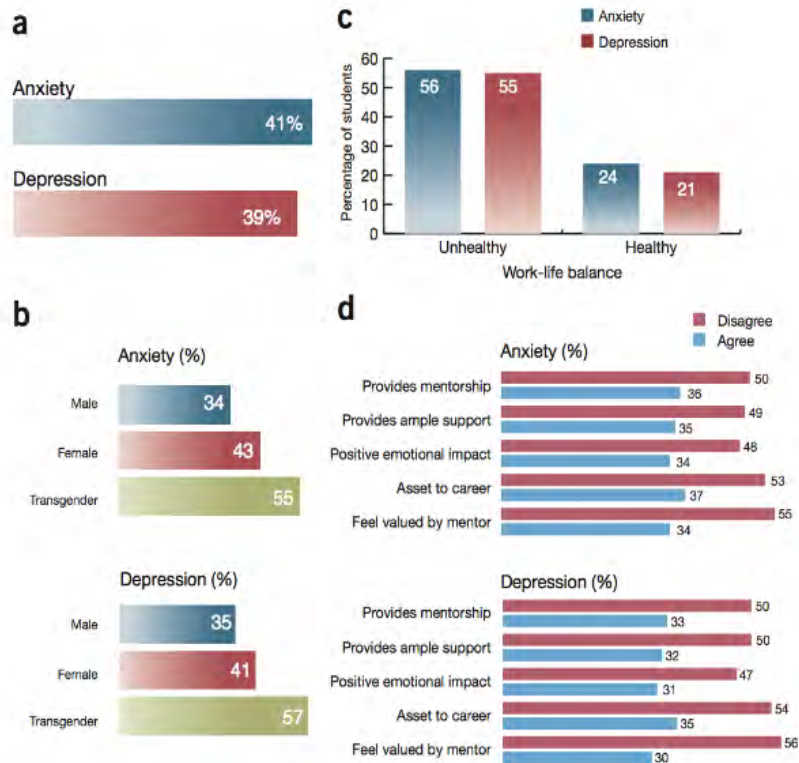 a
Anxiety
41%
Depression
39%
b
Anxiety (%)
Male 34
Female 43
Transgender 55
Depression (%)
Male 35
Female 41
Transgender 57
c
Anxiety
Depression
Percentage of students
60
50
40
30
20
10
0
56 55 24 21
Unhealthy Healthy
Work-life balance
d
Disagree
Agree
Anxiety (%)
Provides mentorship 50
36
Provides ample support 49
35
Positive emotional impact 48
34
Asset to career 53
37
Feel valued by mentor 55
34
Depression (%)
Provides mentorship 50
33
Provides ample support 50
32
Positive emotional impact 47
31
Asset to career 54
35
Feel valued by mentor 56
30